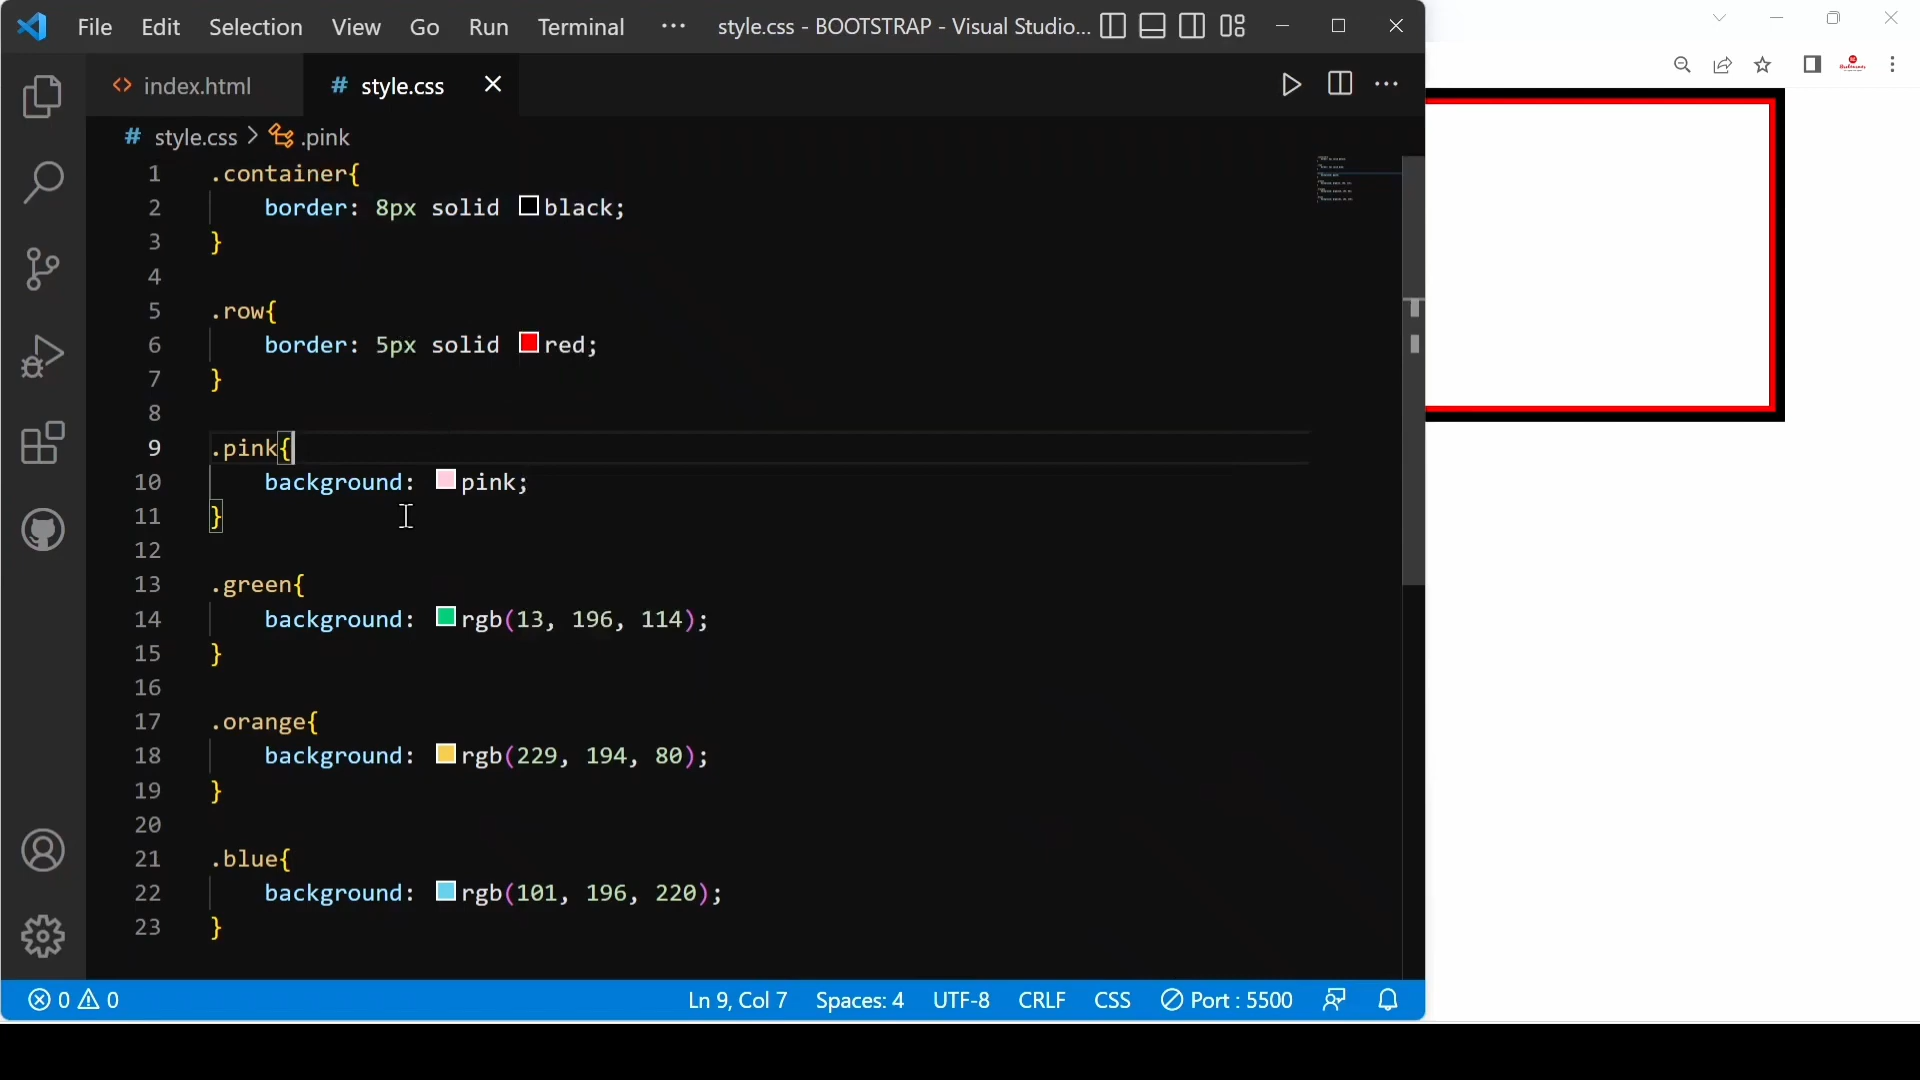 File Edit Selection View Go Run Terminal ··· style.css - BOOTSTRAP - Visual Studio...
index.html # style.css
# style.css > .pink
1 .container{
2 border: 8px solid black;
3 }
4
5 .row{
6 border: 5px solid red;
7 }
8
9 .pink{
10 background: pink;
11 }
12
13 .green{
14 background: rgb(13, 196, 114);
15 }
16
17 .orange{
18 background: rgb(229, 194, 80);
19 }
20
21 .blue{
22 background: rgb(101, 196, 220);
23 }
0 0 Ln 9, Col 7 Spaces: 4 UTF-8 CRLF CSS Port : 5500